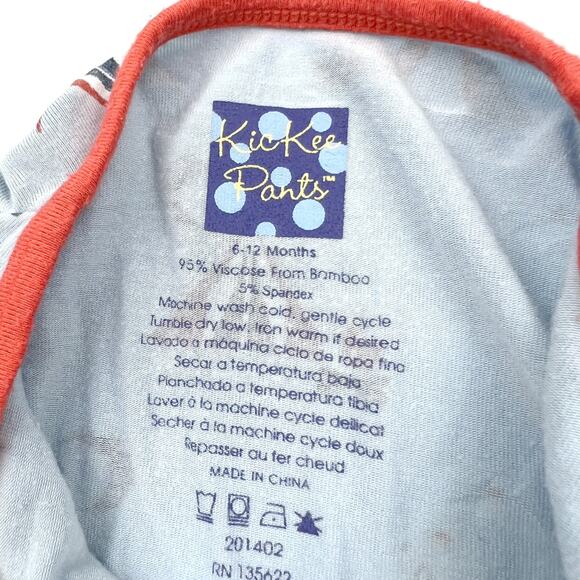 KicKee
Pants™
6-12 Months
95% Viscose From Bamboo
5% Spandex
Machine wash cold, gentle cycle
Tumble dry low, Iron warm if desired
Lavado a máquina ciclo de ropa fina
Secar a temperatura baja
Planchado a temperatura tibia
Laver à la machine cycle delilcat
Secher à la machine cycle doux
Repasser au fer cheud
MADE IN CHINA
201402
RN 135622